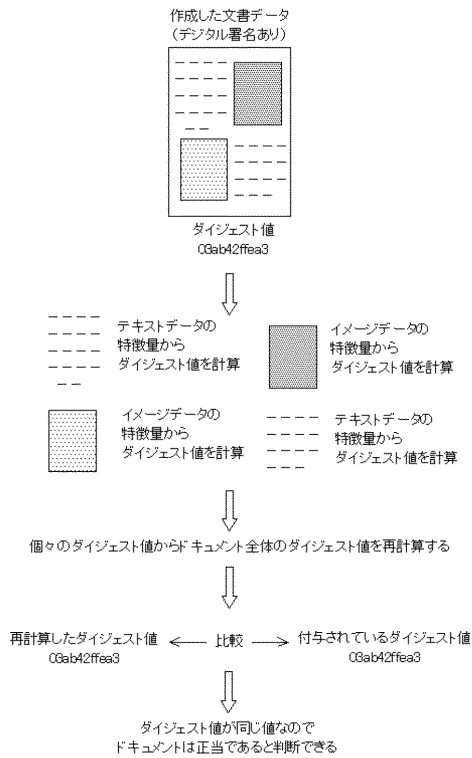 作成した文書データ
(デジタル署名あり)
ダイジェスト値
03ab42ffea3
テキストデータの
特徴量から
ダイジェスト値を計算
イメージデータの
特徴量から
ダイジェスト値を計算
イメージデータの
特徴量から
ダイジェスト値を計算
テキストデータの
特徴量から
ダイジェスト値を計算
個々のダイジェスト値からドキュメント全体のダイジェスト値を再計算する
再計算したダイジェスト値
03ab42ffea3
比較
付与されているダイジェスト値
03ab42ffea3
ダイジェスト値が同じ値なので
ドキュメントは正当であると判断できる